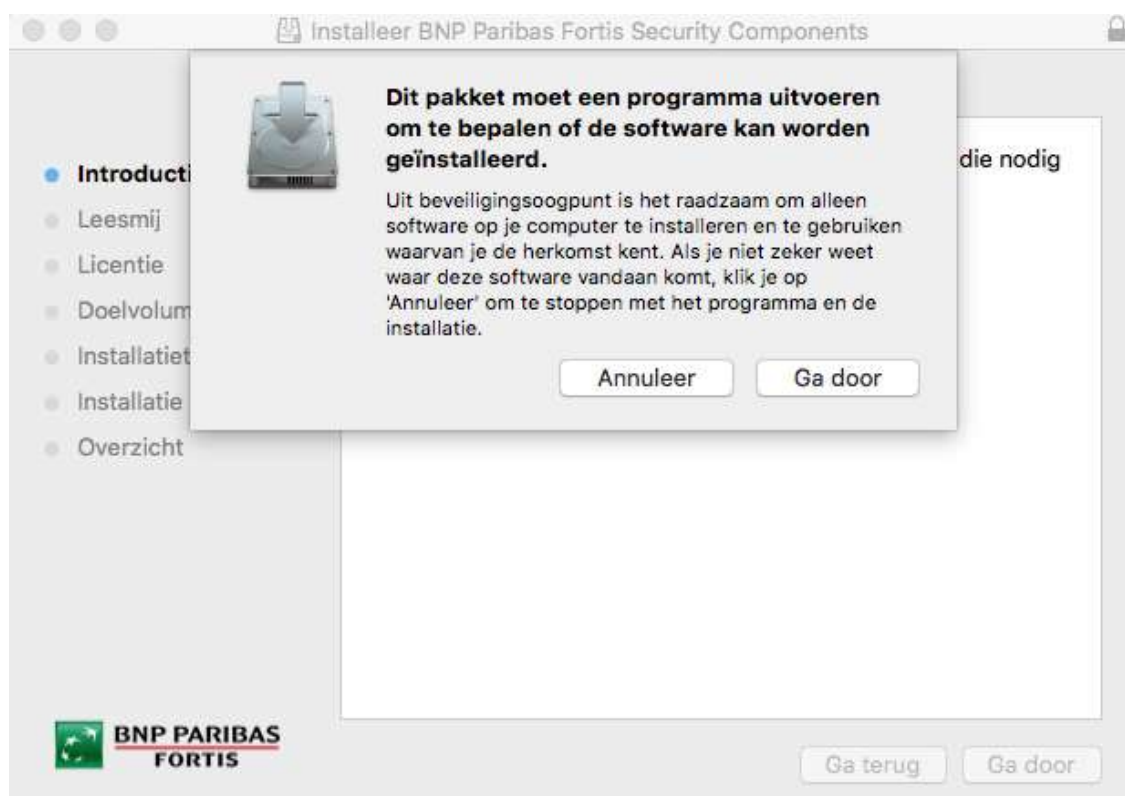 Installeer BNP Paribas Fortis Security Components
Dit pakket moet een programma uitvoeren
om te bepalen of de software kan worden
geïnstalleerd.
Uit beveiligingsoogpunt is het raadzaam om alleen
software op je computer te installeren en te gebruiken
waarvan je de herkomst kent. Als je niet zeker weet
waar deze software vandaan komt, klik je op
'Annuleer' om te stoppen met het programma en de
installatie.
Annuleer
Ga door
die nodig
Introducti
Leesmij
Licentie
Doelvolum
Installatiet
Installatie
Overzicht
BNP PARIBAS
FORTIS
Ga terug
Ga door